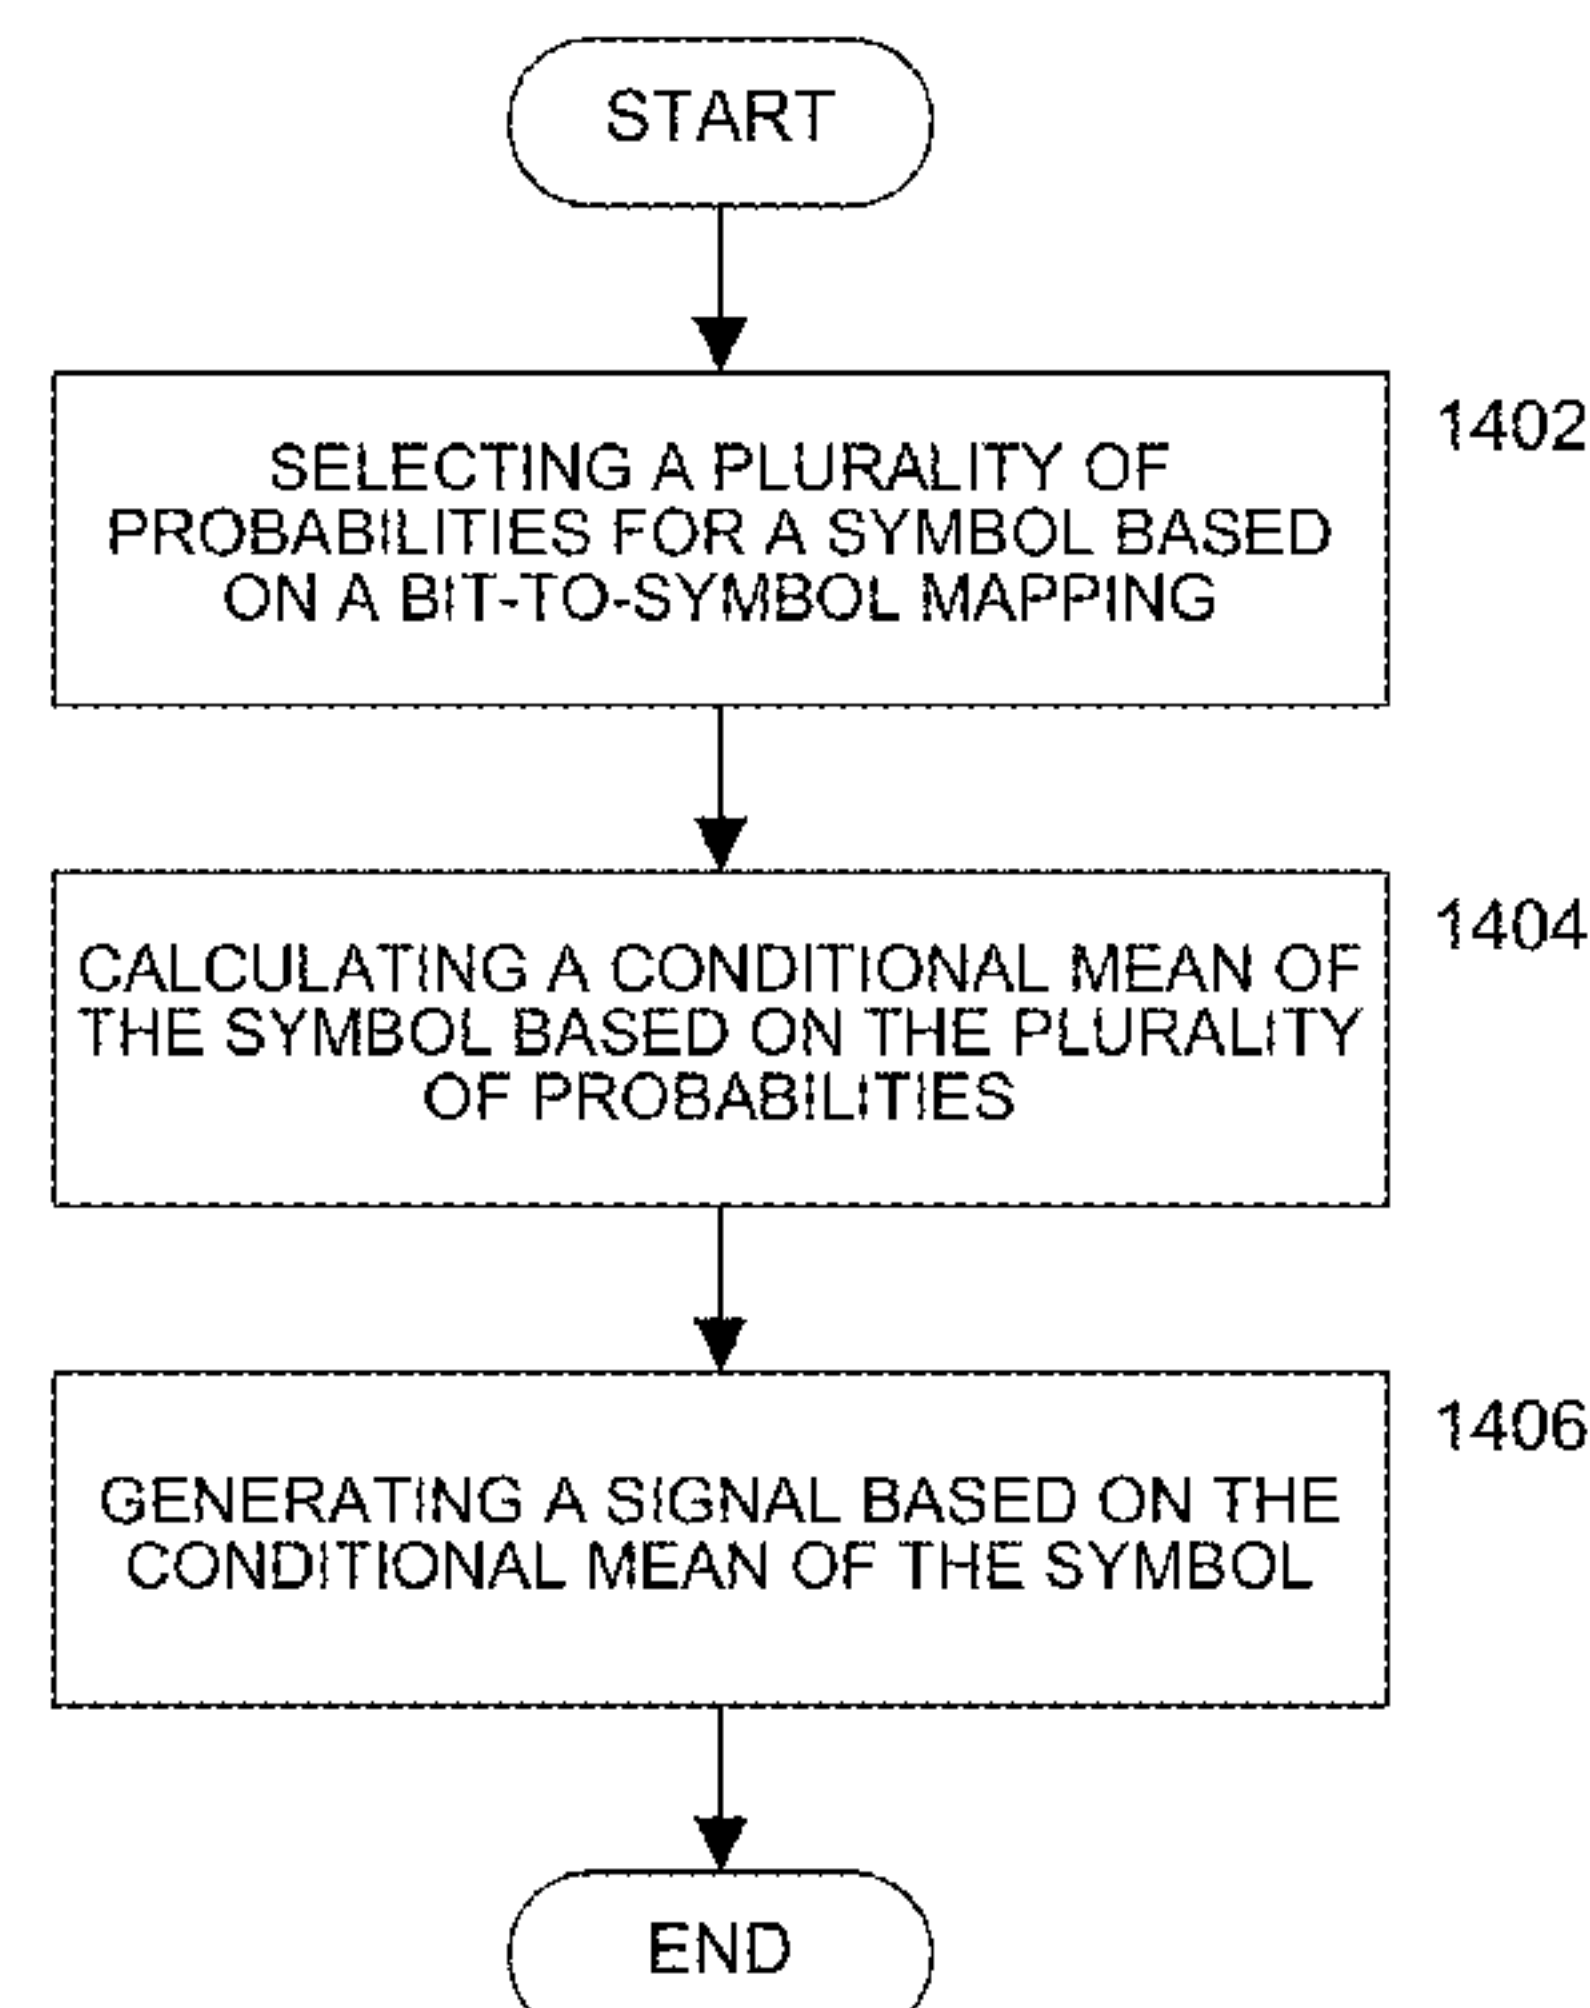 START
1402
SELECTING A PLURALITY OF
PROBABILITIES FOR A SYMBOL BASED
ON A BIT-TO-SYMBOL MAPPING
1404
CALCULATING A CONDITIONAL MEAN OF
THE SYMBOL BASED ON THE PLURALITY
OF PROBABILITIES
1406
GENERATING A SIGNAL BASED ON THE
CONDITIONAL MEAN OF THE SYMBOL
END